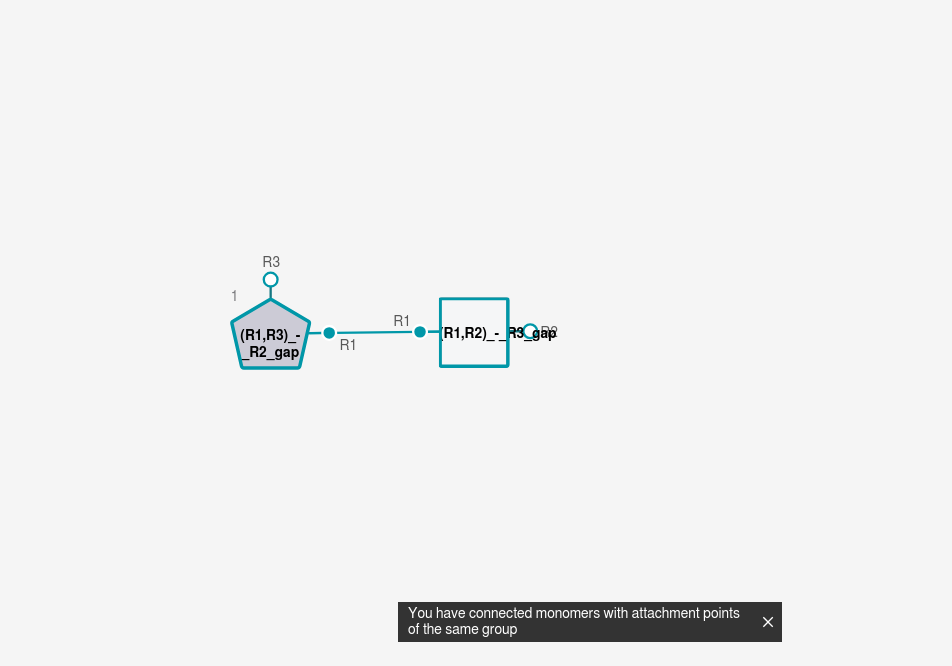 R3
1
(R1,R3)_-
_R2_gap
R1
R1
(R1,R2)_-_R3_gap
R2
You have connected monomers with attachment points
of the same group